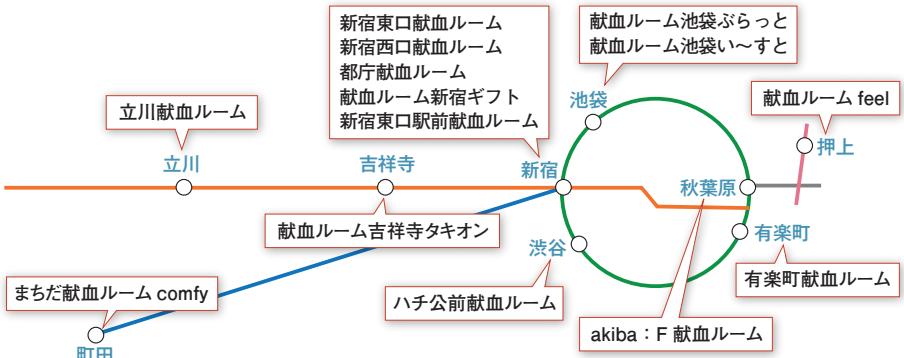 新宿東口献血ルーム
新宿西口献血ルーム
都庁献血ルーム
献血ルーム新宿ギフト
新宿東口駅前献血ルーム
献血ルーム池袋ぶらっと
献血ルーム池袋い～すと
立川献血ルーム
池袋
献血ルーム feel
押上
立川
吉祥寺
新宿
秋葉原
献血ルーム吉祥寺タキオン
渋谷
有楽町
まちだ献血ルーム comfy
ハチ公前献血ルーム
有楽町献血ルーム
akiba：F 献血ルーム
町田